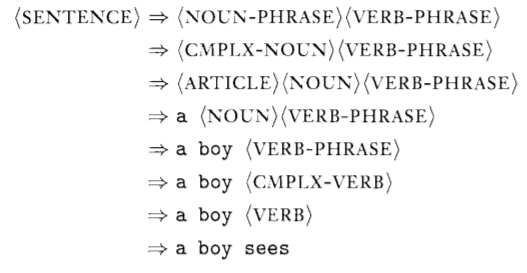 ⟨SENTENCE⟩ ⇒ ⟨NOUN-PHRASE⟩⟨VERB-PHRASE⟩
⇒ ⟨CMPLX-NOUN⟩⟨VERB-PHRASE⟩
⇒ ⟨ARTICLE⟩⟨NOUN⟩⟨VERB-PHRASE⟩
⇒ a ⟨NOUN⟩⟨VERB-PHRASE⟩
⇒ a boy ⟨VERB-PHRASE⟩
⇒ a boy ⟨CMPLX-VERB⟩
⇒ a boy ⟨VERB⟩
⇒ a boy sees